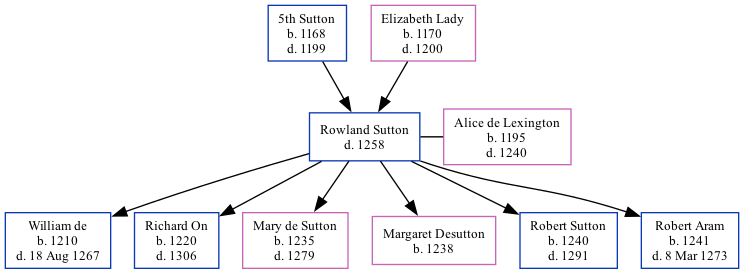 5th Sutton
b. 1168
d. 1199
Elizabeth Lady
b. 1170
d. 1200
Rowland Sutton
d. 1258
Alice de Lexington
b. 1195
d. 1240
William de
b. 1210
d. 18 Aug 1267
Richard On
b. 1220
d. 1306
Mary de Sutton
b. 1235
d. 1279
Margaret Desutton
b. 1238
Robert Sutton
b. 1240
d. 1291
Robert Aram
b. 1241
d. 8 Mar 1273